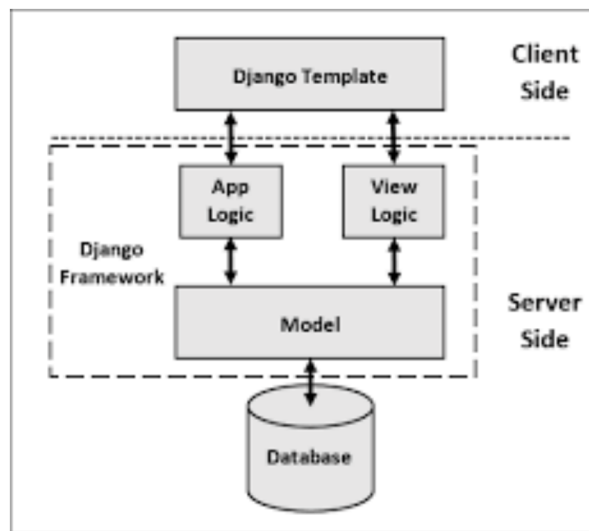 Django Template
Client
Side
App
Logic
View
Logic
Django
Framework
Model
Server
Side
Database